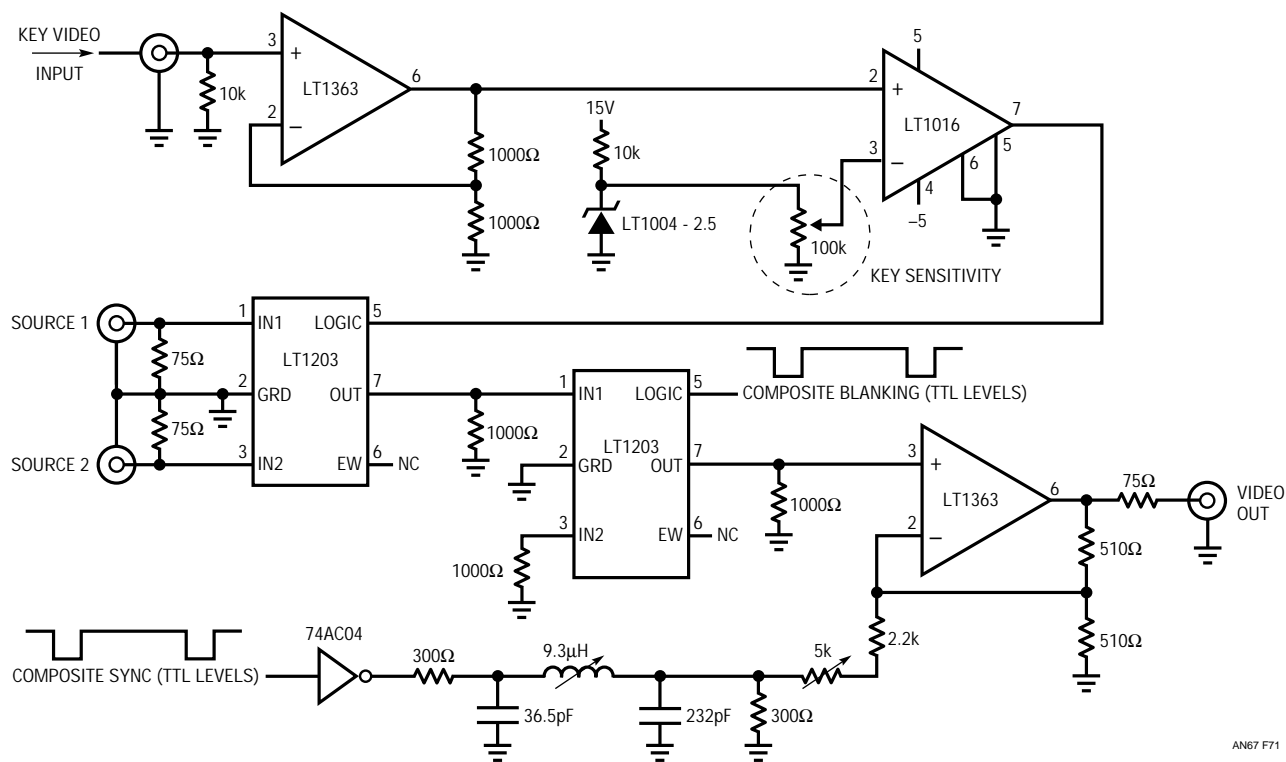 KEY VIDEO
INPUT
10k
3
+
2
–
LT1363
6
1000Ω
1000Ω
15V
10k
LT1004 - 2.5
100k
KEY SENSITIVITY
5
2
+
3
–
LT1016
7
5
6
4
–5
SOURCE 1
SOURCE 2
75Ω
75Ω
1
IN1
LOGIC
5
LT1203
2
GRD
OUT
7
3
IN2
EW
6
NC
1000Ω
1
IN1
LOGIC
5
COMPOSITE BLANKING (TTL LEVELS)
LT1203
2
GRD
OUT
7
3
IN2
EW
6
NC
1000Ω
1000Ω
3
+
2
–
LT1363
6
75Ω
VIDEO
OUT
510Ω
510Ω
2.2k
COMPOSITE SYNC (TTL LEVELS)
74AC04
300Ω
9.3µH
36.5pF
232pF
300Ω
5k
AN67 F71